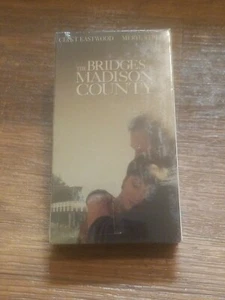 CLINT EASTWOOD MERYL STREEP
THE BRIDGES
OF MADISON
COUNTY